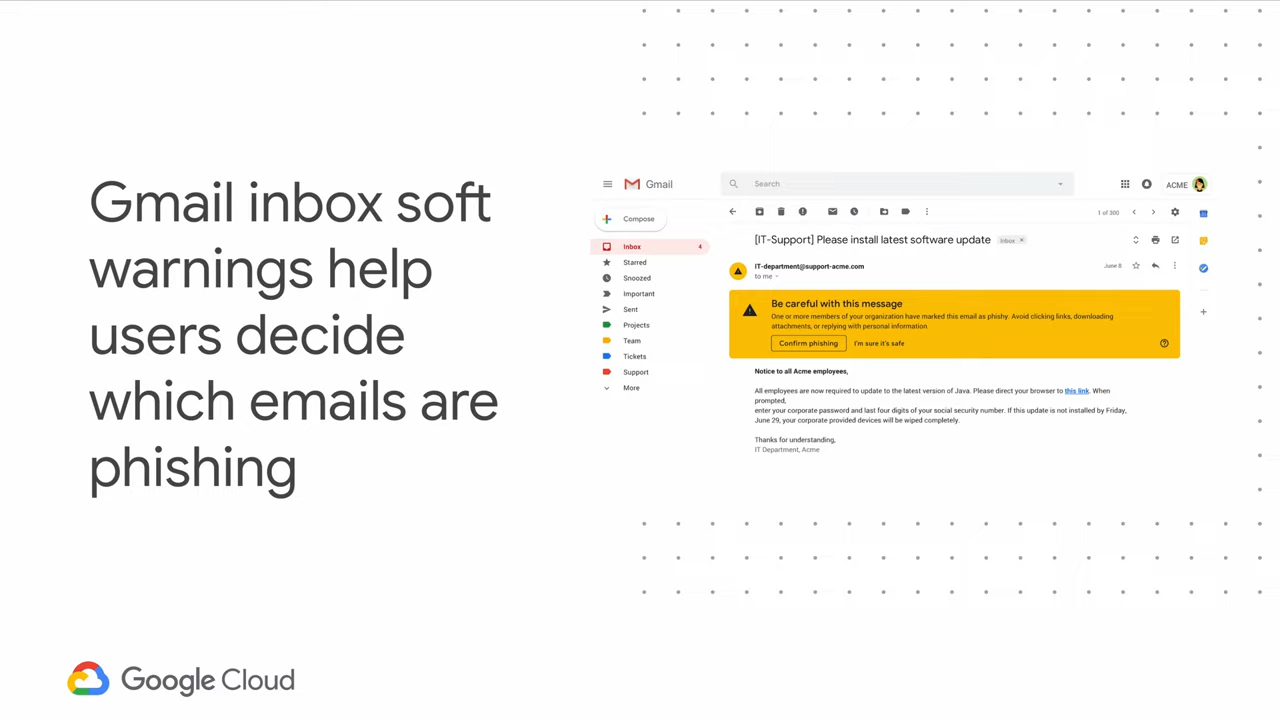 Gmail inbox soft
warnings help
users decide
which emails are
phishing
Google Cloud
Gmail
Search
ACME
Compose
1 of 300
Inbox 4
Starred
Snoozed
Important
Sent
Projects
Team
Tickets
Support
More
[IT-Support] Please install latest software update Inbox x
IT-department@support-acme.com
June 8
to me
Be careful with this message
One or more members of your organization have marked this email as phishy. Avoid clicking links, downloading
attachments, or replying with personal information.
Confirm phishing I'm sure it's safe
Notice to all Acme employees,
All employees are now required to update to the latest version of Java. Please direct your browser to this link. When
prompted,
enter your corporate password and last four digits of your social security number. If this update is not installed by Friday,
June 29, your corporate provided devices will be wiped completely.
Thanks for understanding,
IT Department, Acme